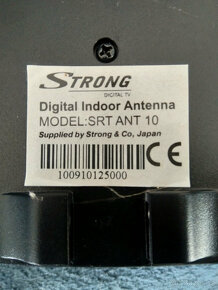 STRONG
DIGITAL TV
Digital Indoor Antenna
MODEL:SRT ANT 10
Supplied by Strong & Co, Japan
100910125000
CE